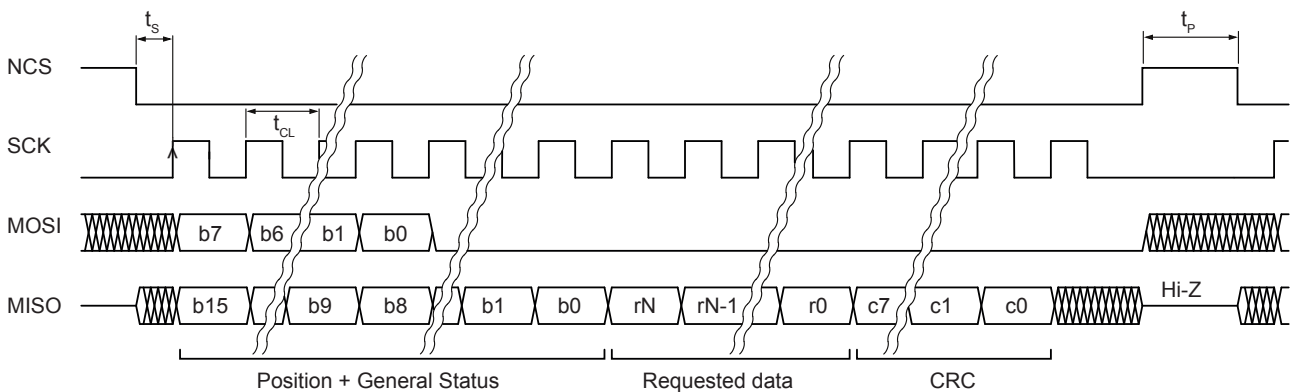 tS tP
NCS
tCL
SCK
MOSI b7 b6 b1 b0
MISO b15 b9 b8 b1 b0 rN rN-1 r0 c7 c1 c0 Hi-Z
Position + General Status Requested data CRC